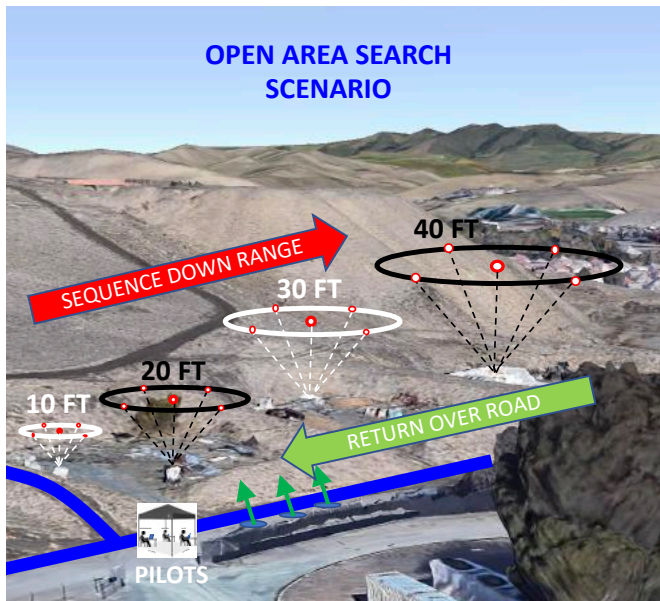 OPEN AREA SEARCH
SCENARIO
40 FT
SEQUENCE DOWN RANGE
30 FT
20 FT
10 FT
RETURN OVER ROAD
PILOTS